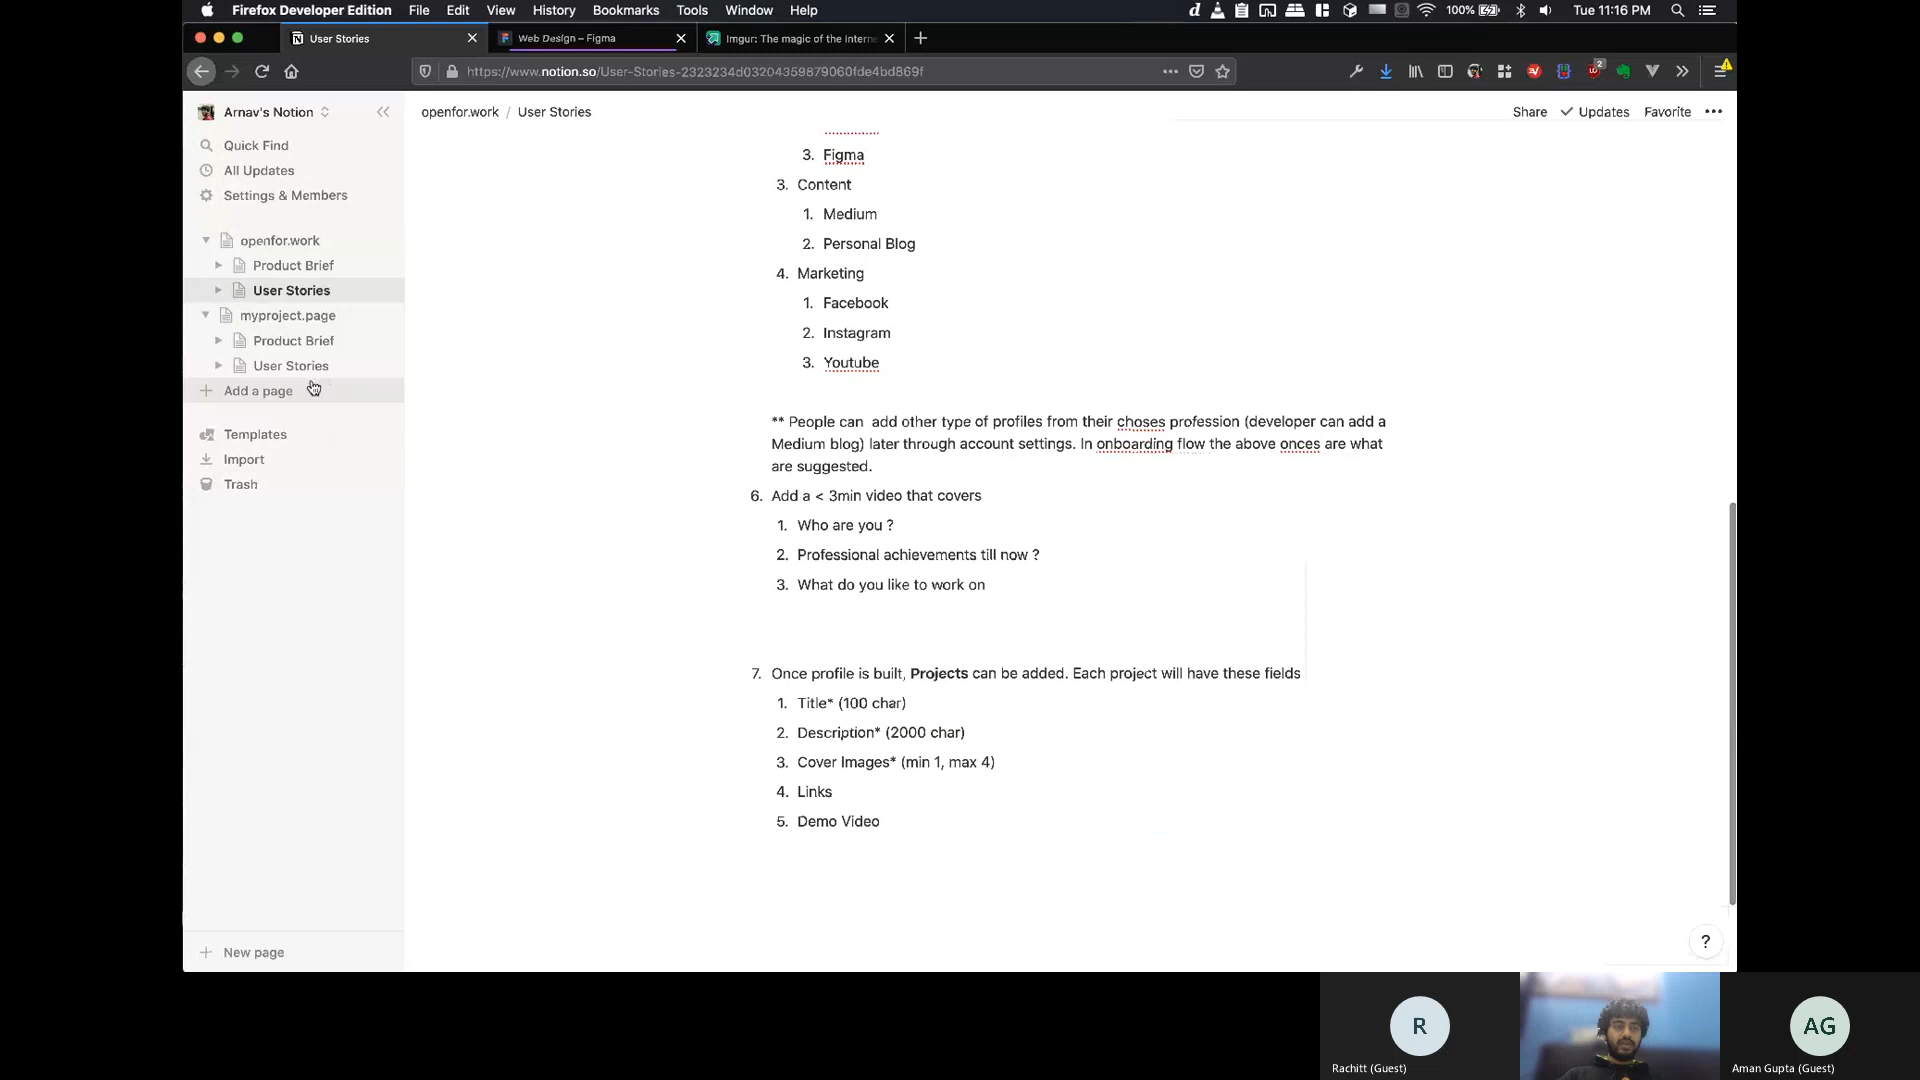 Firefox Developer Edition File Edit View History Bookmarks Tools Window Help
100% Tue 11:16 PM
User Stories
Web Design – Figma
Imgur: The magic of the Intern
https://www.notion.so/User-Stories-2323234d03204359879060fde4bd869f
2
Arnav's Notion
openfor.work / User Stories
Share Updates Favorite
Quick Find
All Updates
Settings & Members
openfor.work
Product Brief
User Stories
myproject.page
Product Brief
User Stories
Add a page
Templates
Import
Trash
New page
3. Figma
3. Content
1. Medium
2. Personal Blog
4. Marketing
1. Facebook
2. Instagram
3. Youtube
** People can add other type of profiles from their choses profession (developer can add a
Medium blog) later through account settings. In onboarding flow the above onces are what
are suggested.
6. Add a < 3min video that covers
1. Who are you ?
2. Professional achievements till now ?
3. What do you like to work on
7. Once profile is built, Projects can be added. Each project will have these fields
1. Title* (100 char)
2. Description* (2000 char)
3. Cover Images* (min 1, max 4)
4. Links
5. Demo Video
?
R
Rachitt (Guest)
AG
Aman Gupta (Guest)